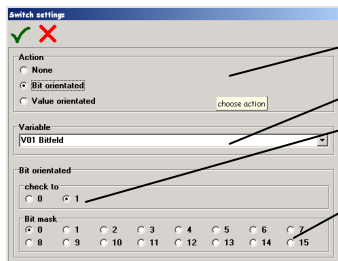 Switch settings
Action
None
Bit orientated
Value orientated
choose action
Variable
V01 Bitfeld
Bit orientated
check to
0 1
Bit mask
0 1 2 3 4 5 6 7
8 9 10 11 12 13 14 15